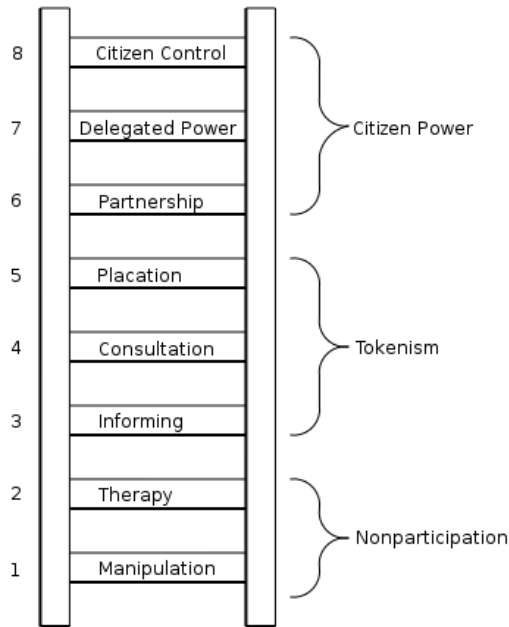 8 Citizen Control
7 Delegated Power
Citizen Power
6 Partnership
5 Placation
4 Consultation
Tokenism
3 Informing
2 Therapy
Nonparticipation
1 Manipulation